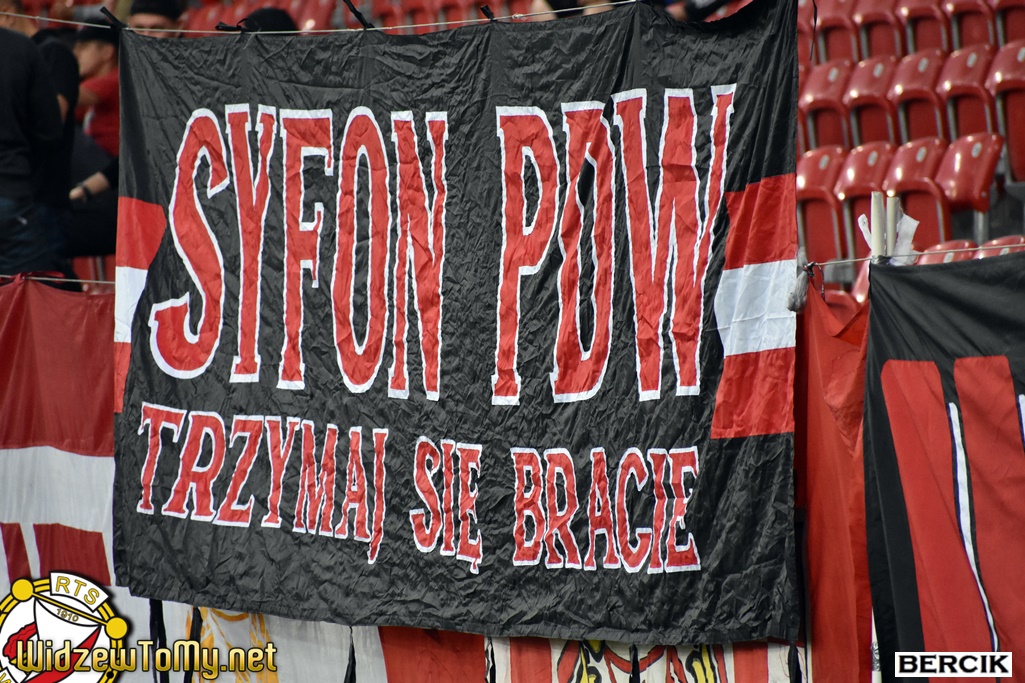 SYFON PDW
TRZYMAJ SIĘ BRACIE
RTS
1910
WidzewToMy.net
BERCIK